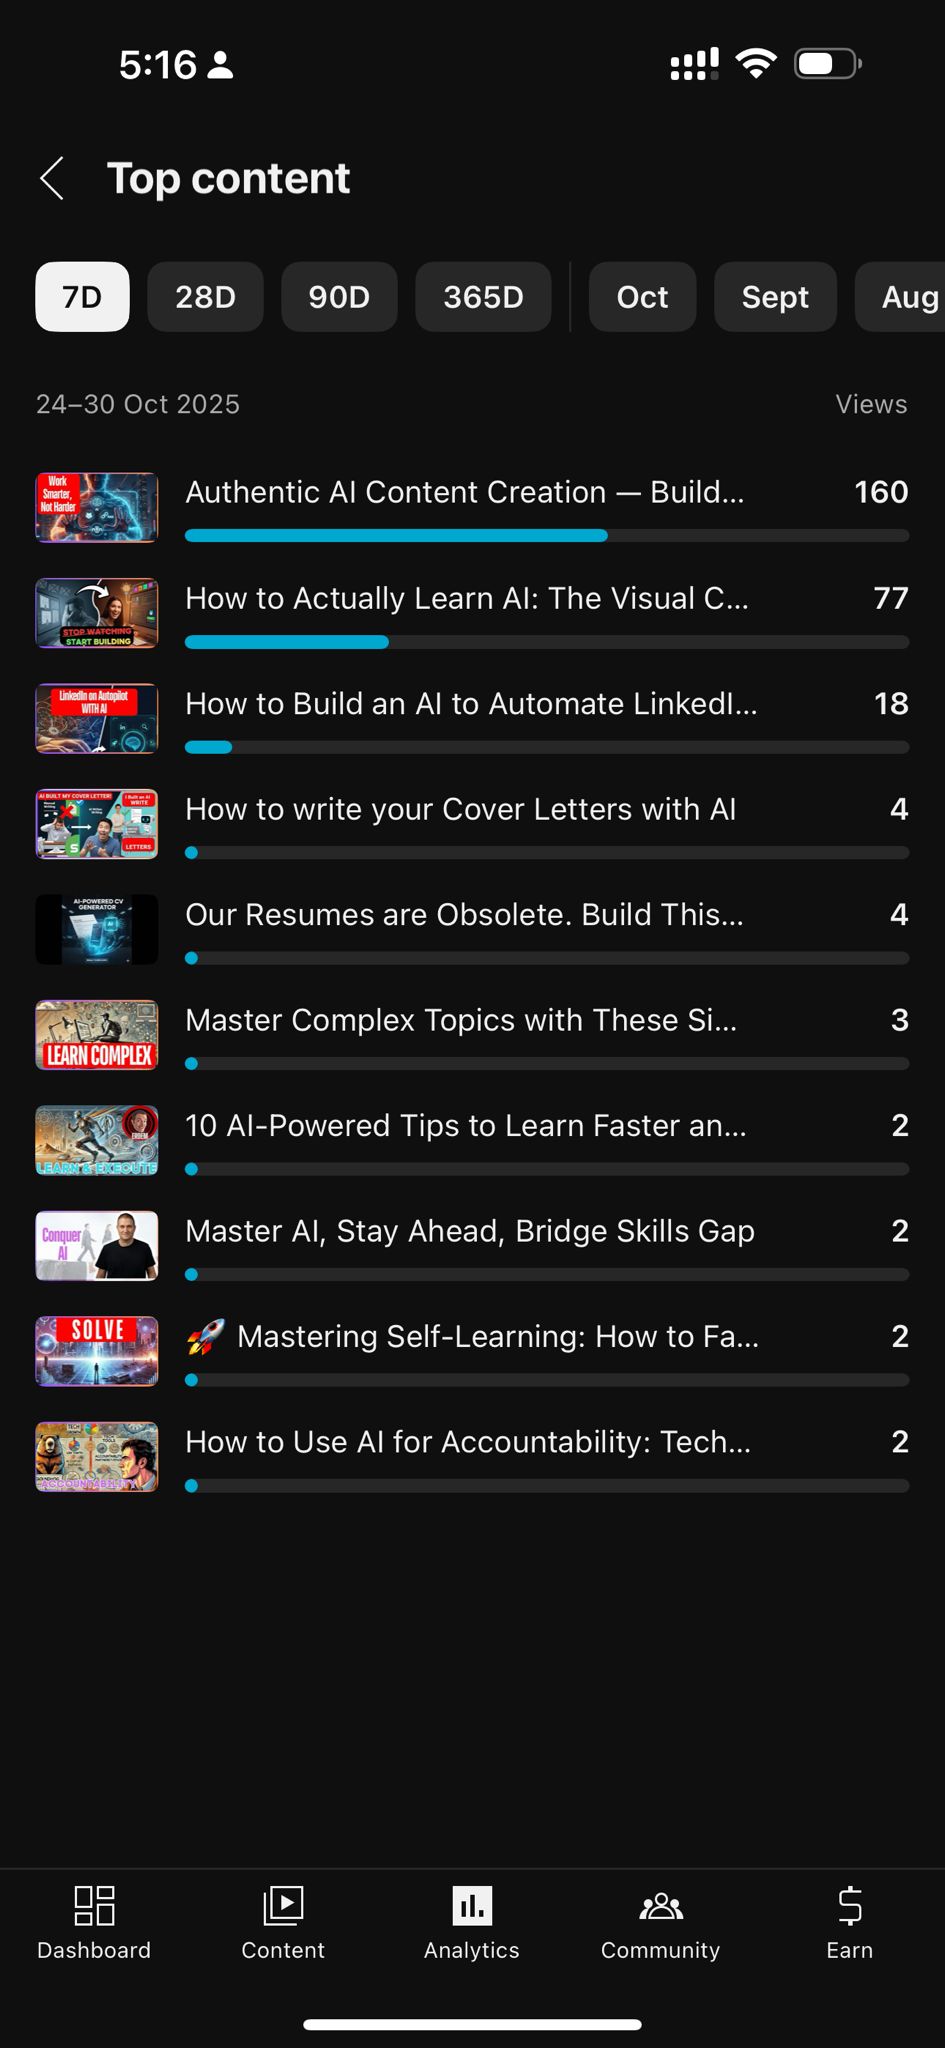 5:16
Top content
7D 28D 90D 365D Oct Sept Aug
24–30 Oct 2025 Views
Work
Smarter,
Not Harder
Authentic AI Content Creation — Build... 160
STOP WATCHING
START BUILDING
How to Actually Learn AI: The Visual C... 77
LinkedIn on Autopilot
WITH AI
How to Build an AI to Automate LinkedI... 18
AI BUILT MY COVER LETTER!
I Built an AI
WRITE
LETTERS
How to write your Cover Letters with AI 4
AI-POWERED CV
GENERATOR
Our Resumes are Obsolete. Build This... 4
LEARN COMPLEX
Master Complex Topics with These Si... 3
ERDEM
LEARN & EXECUTE
10 AI-Powered Tips to Learn Faster an... 2
Conquer
AI
Master AI, Stay Ahead, Bridge Skills Gap 2
SOLVE
🚀 Mastering Self-Learning: How to Fa... 2
ACCOUNTABILITY
How to Use AI for Accountability: Tech... 2
Dashboard Content Analytics Community Earn